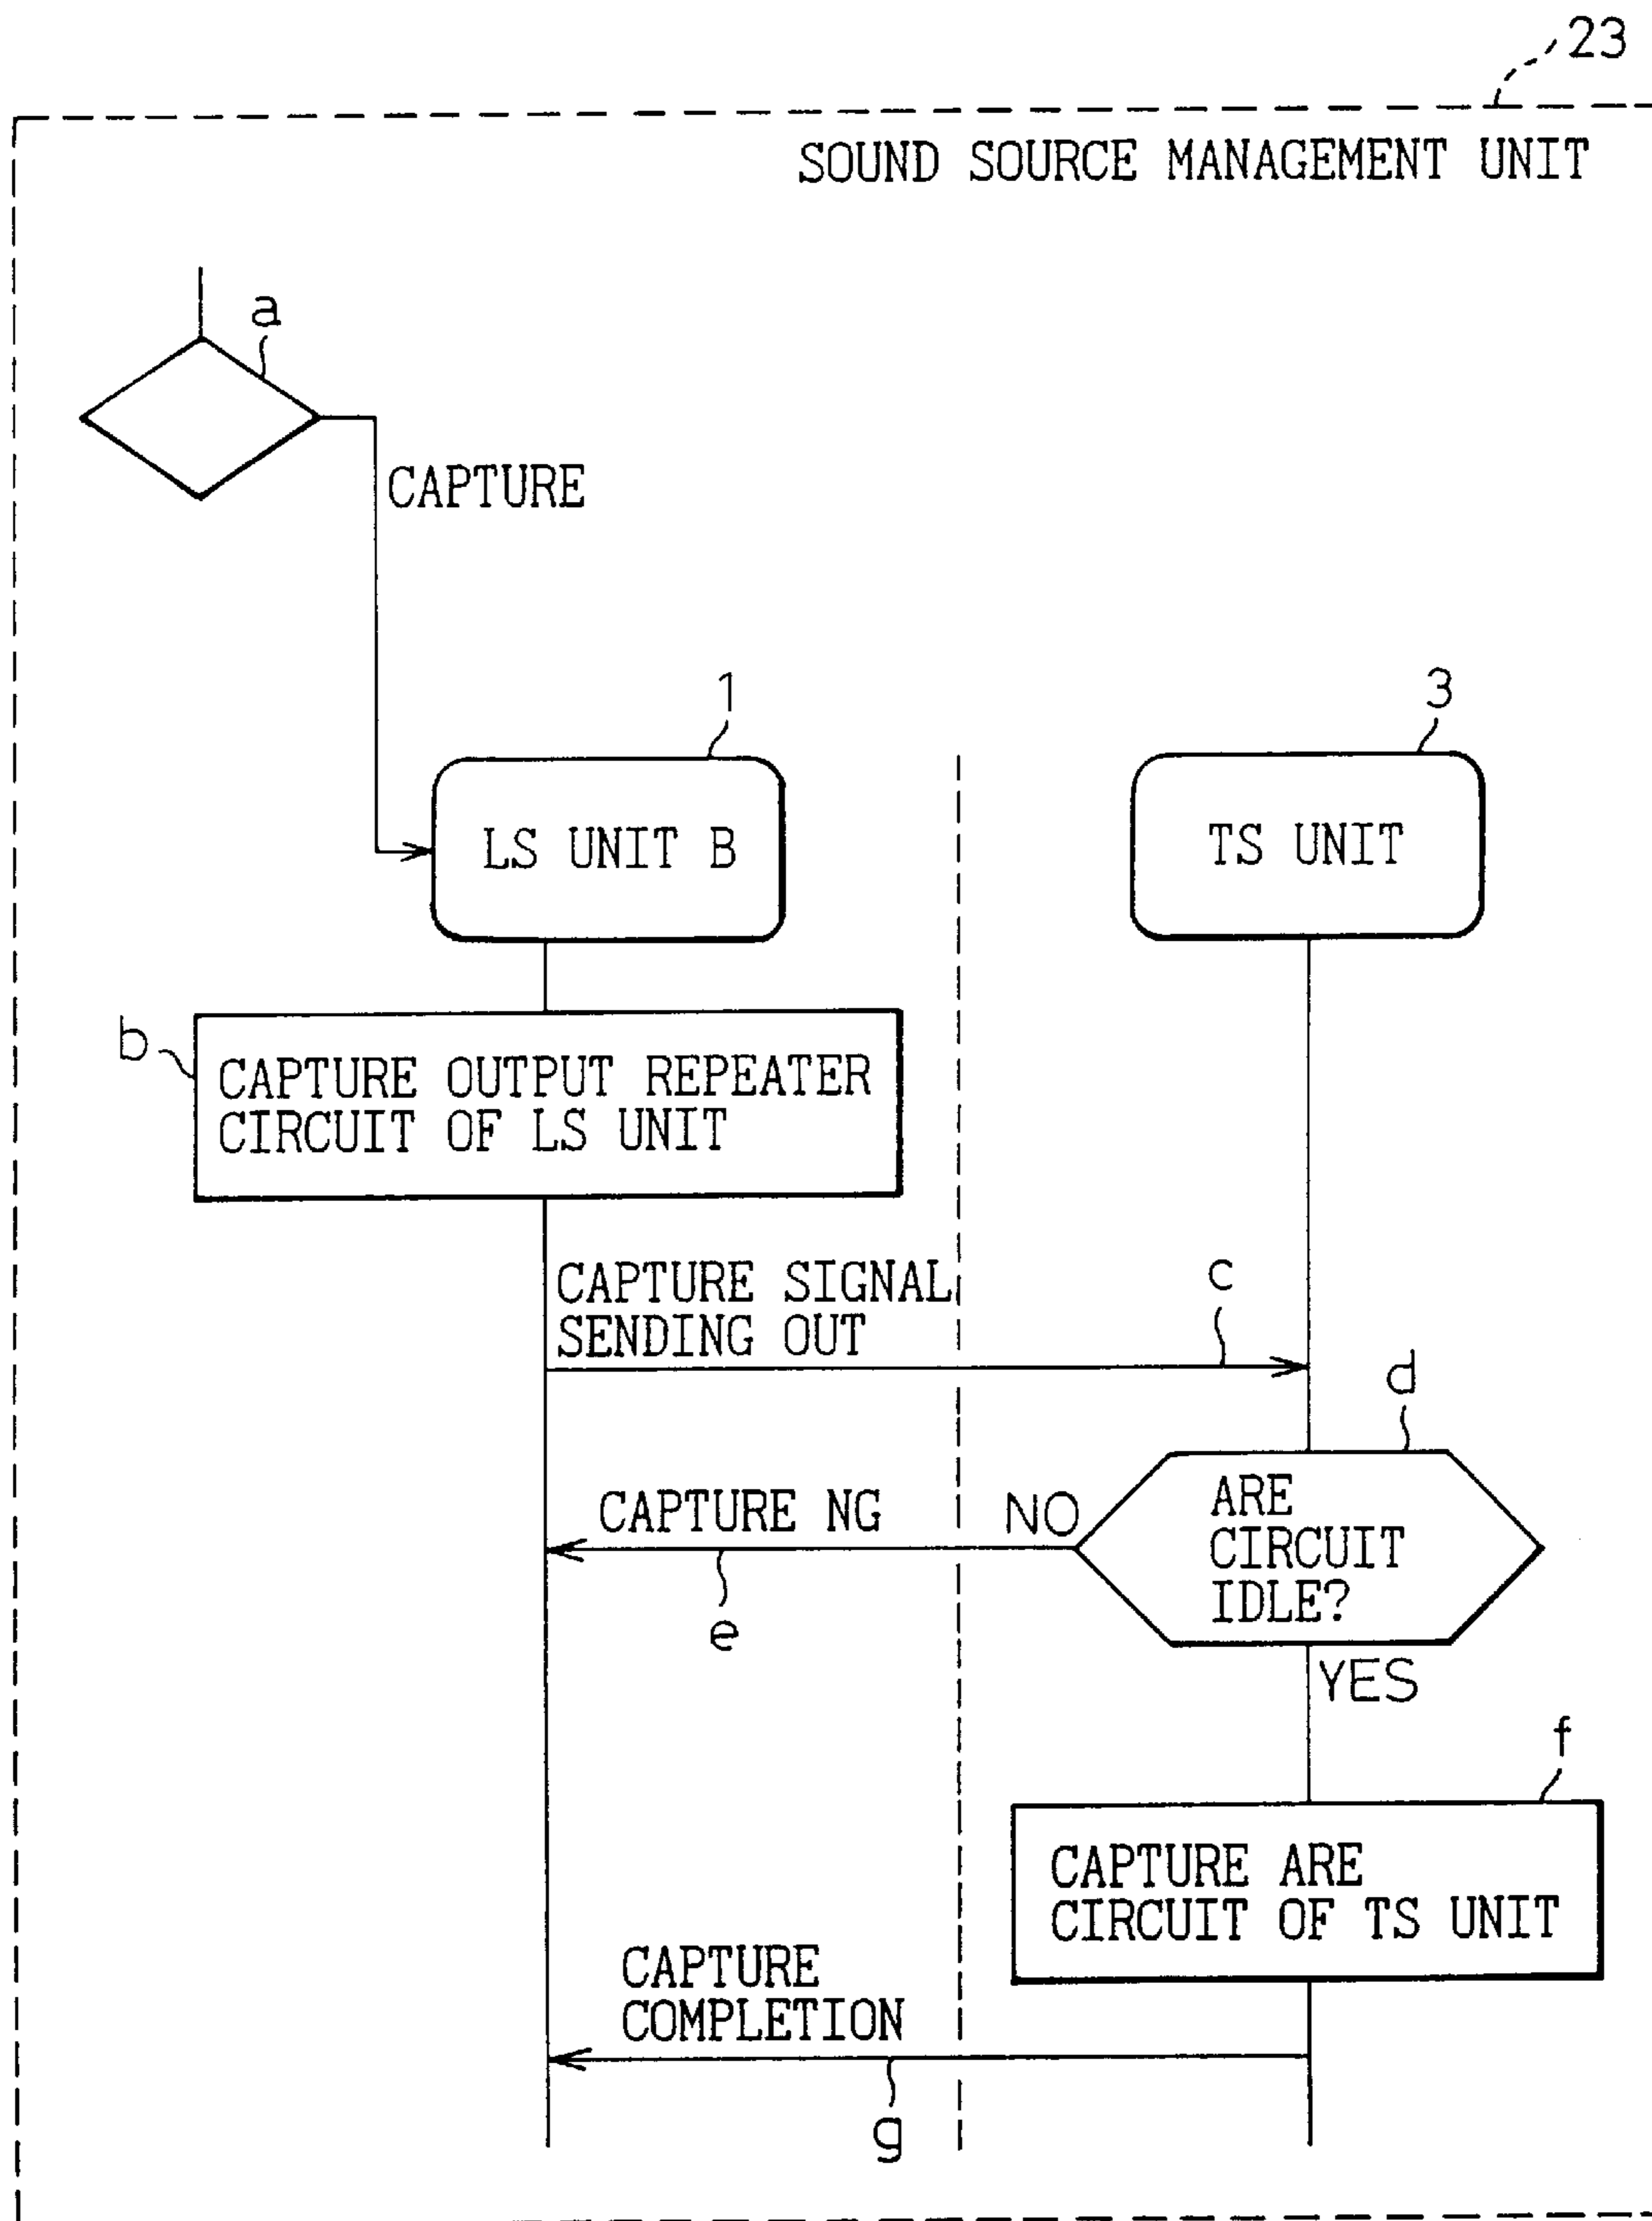 23
SOUND SOURCE MANAGEMENT UNIT
a
CAPTURE
1
3
LS UNIT B
TS UNIT
b
CAPTURE OUTPUT REPEATER
CIRCUIT OF LS UNIT
CAPTURE SIGNAL
SENDING OUT
c
d
CAPTURE NG
NO
ARE
CIRCUIT
IDLE?
e
YES
f
CAPTURE ARE
CIRCUIT OF TS UNIT
CAPTURE
COMPLETION
g